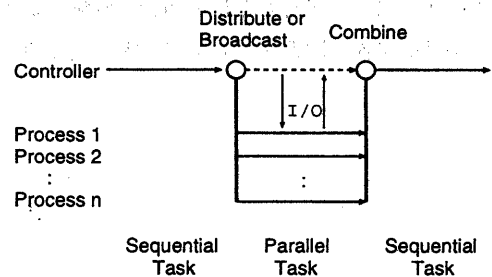 Distribute or
Broadcast
Combine
Controller
I/O
Process 1
Process 2
:
:
Process n
Sequential
Task
Parallel
Task
Sequential
Task